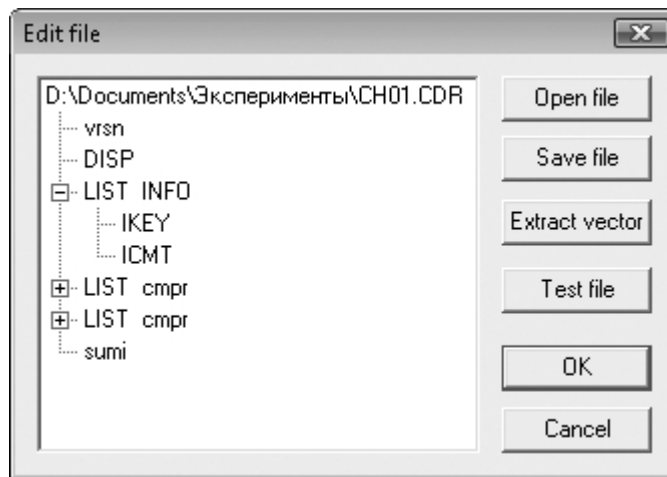 Edit file
D:\Documents\Эксперименты\CH01.CDR
vrsn
DISP
LIST INFO
IKEY
ICMT
LIST cmpr
LIST cmpr
sumi
Open file
Save file
Extract vector
Test file
OK
Cancel